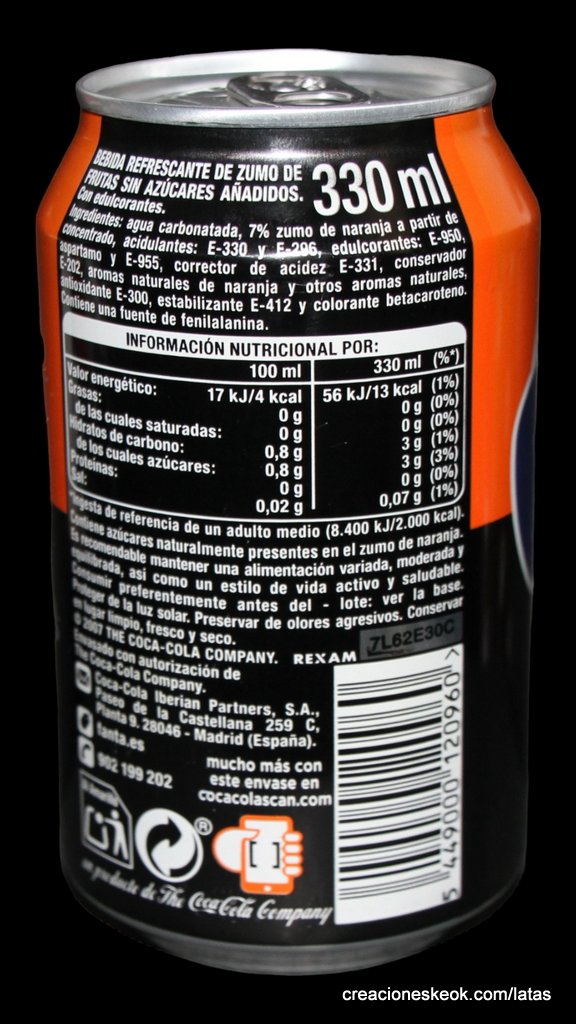 BEBIDA REFRESCANTE DE ZUMO DE
FRUTAS SIN AZÚCARES AÑADIDOS.
Con edulcorantes.
330 ml
Ingredientes: agua carbonatada, 7% zumo de naranja a partir de
concentrado, acidulantes: E-330 y E-296, edulcorantes: E-950,
aspartamo y E-955, corrector de acidez E-331, conservador
E-202, aromas naturales de naranja y otros aromas naturales,
antioxidante E-300, estabilizante E-412 y colorante betacaroteno.
Contiene una fuente de fenilalanina.
INFORMACIÓN NUTRICIONAL POR:
100 ml 330 ml (%*)
Valor energético: 17 kJ/4 kcal 56 kJ/13 kcal (1%)
Grasas: 0 g 0 g (0%)
de las cuales saturadas: 0 g 0 g (0%)
Hidratos de carbono: 0,8 g 3 g (1%)
de los cuales azúcares: 0,8 g 3 g (3%)
Proteínas: 0 g 0 g (0%)
Sal: 0,02 g 0,07 g (1%)
*Ingesta de referencia de un adulto medio (8.400 kJ/2.000 kcal).
Contiene azúcares naturalmente presentes en el zumo de naranja.
Es recomendable mantener una alimentación variada, moderada y
equilibrada, así como un estilo de vida activo y saludable.
Consumir preferentemente antes del - lote: ver la base.
Proteger de la luz solar. Preservar de olores agresivos. Conservar
en lugar limpio, fresco y seco.
© 2007 THE COCA-COLA COMPANY. REXAM 7L62E30C
Envasado con autorización de
The Coca-Cola Company.
Coca-Cola Iberian Partners, S.A.,
Paseo de la Castellana 259 C,
Planta 9. 28046 - Madrid (España).
fanta.es
902 199 202
mucho más con
este envase en
cocacolascan.com
®
un producto de The Coca-Cola Company
5 449000 120960 >
creacioneskeok.com/latas